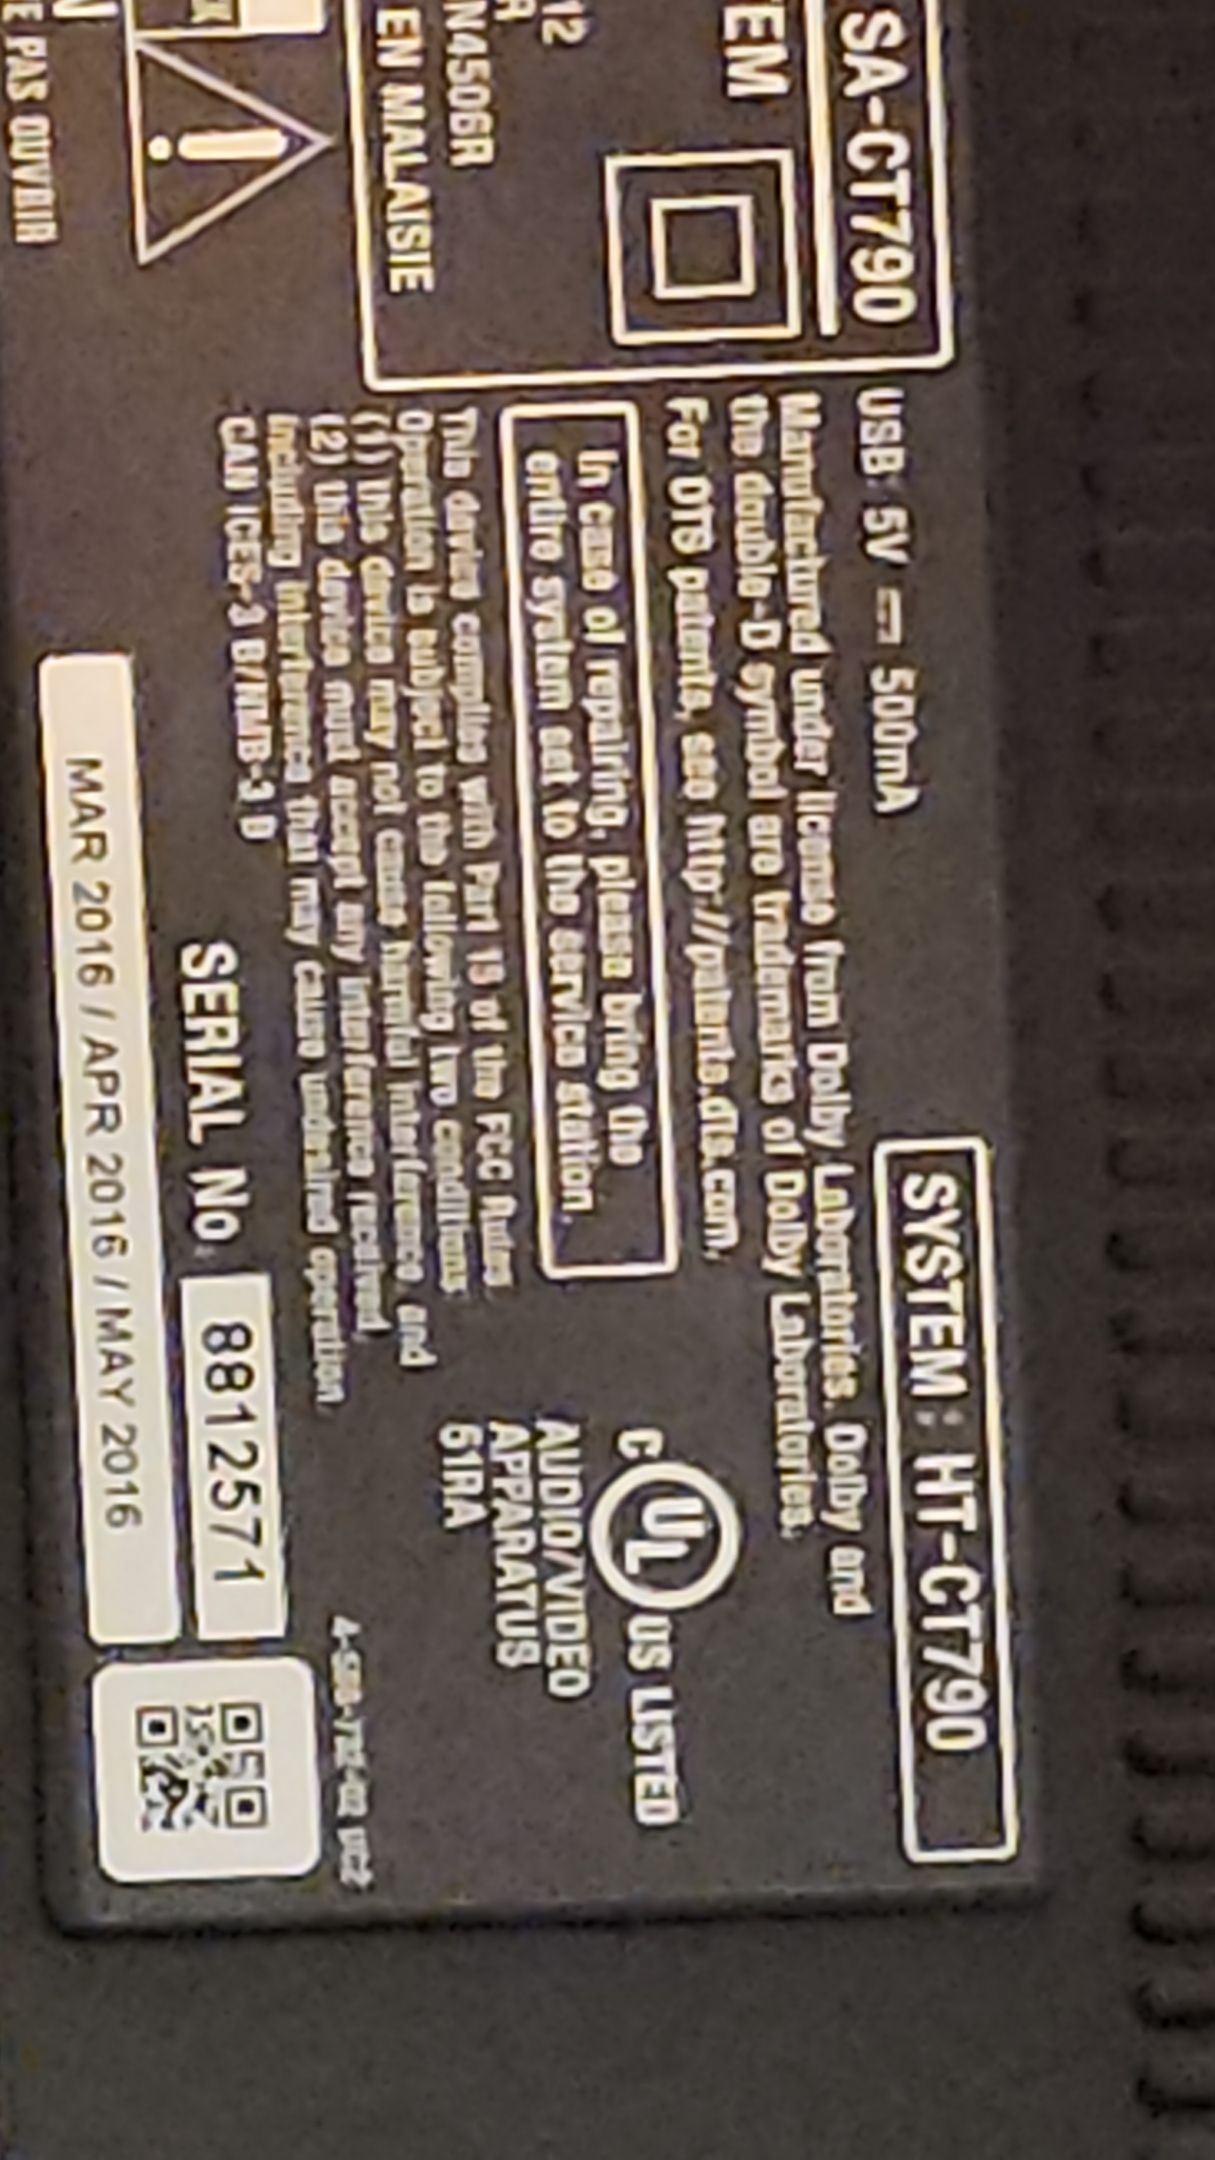 SA-CT790
TEM
12
N4506R
EN MALAISIE
E PAS OUVRIR
USB: 5V ⎓ 500mA
Manufactured under license from Dolby Laboratories. Dolby and
the double-D symbol are trademarks of Dolby Laboratories.
For DTS patents, see http://patents.dts.com.
In case of repairing, please bring the
entire system set to the service station.
This device complies with Part 15 of the FCC Rules.
Operation is subject to the following two conditions:
(1) this device may not cause harmful interference, and
(2) this device must accept any interference received,
including interference that may cause undesired operation.
CAN ICES-3 B/NMB-3 B
SYSTEM : HT-CT790
C UL US LISTED
AUDIO/VIDEO
APPARATUS
61RA
SERIAL No.
8812571
MAR 2016 / APR 2016 / MAY 2016